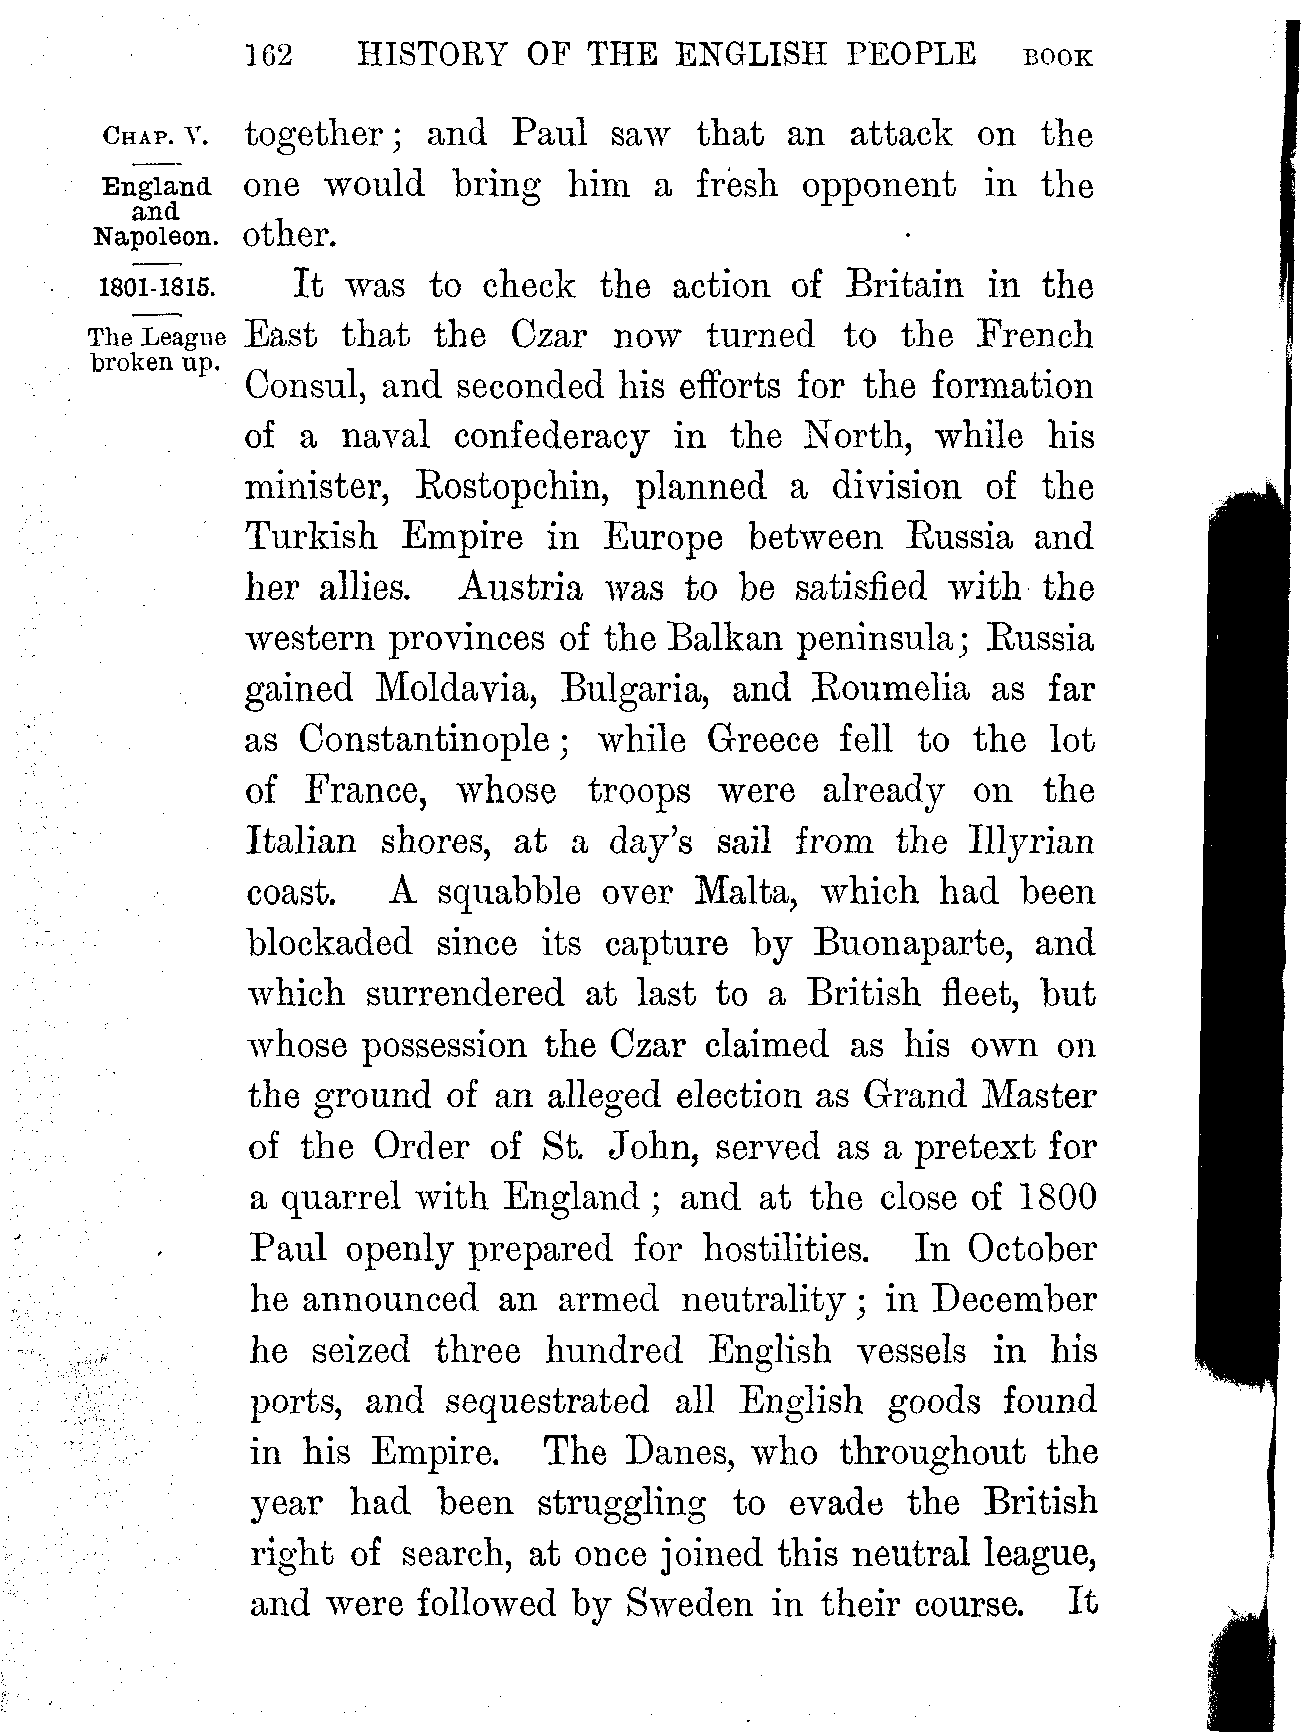 162 HISTORY OF THE ENGLISH PEOPLE BOOK
CHAP. V.
England
and
Napoleon.
1801-1815.
The League
broken up.
together; and Paul saw that an attack on the
one would bring him a fresh opponent in the
other.
It was to check the action of Britain in the
East that the Czar now turned to the French
Consul, and seconded his efforts for the formation
of a naval confederacy in the North, while his
minister, Rostopchin, planned a division of the
Turkish Empire in Europe between Russia and
her allies. Austria was to be satisfied with the
western provinces of the Balkan peninsula; Russia
gained Moldavia, Bulgaria, and Roumelia as far
as Constantinople; while Greece fell to the lot
of France, whose troops were already on the
Italian shores, at a day's sail from the Illyrian
coast. A squabble over Malta, which had been
blockaded since its capture by Buonaparte, and
which surrendered at last to a British fleet, but
whose possession the Czar claimed as his own on
the ground of an alleged election as Grand Master
of the Order of St. John, served as a pretext for
a quarrel with England; and at the close of 1800
Paul openly prepared for hostilities. In October
he announced an armed neutrality; in December
he seized three hundred English vessels in his
ports, and sequestrated all English goods found
in his Empire. The Danes, who throughout the
year had been struggling to evade the British
right of search, at once joined this neutral league,
and were followed by Sweden in their course. It